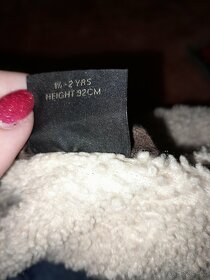 1½-2 YRS
HEIGHT 92CM